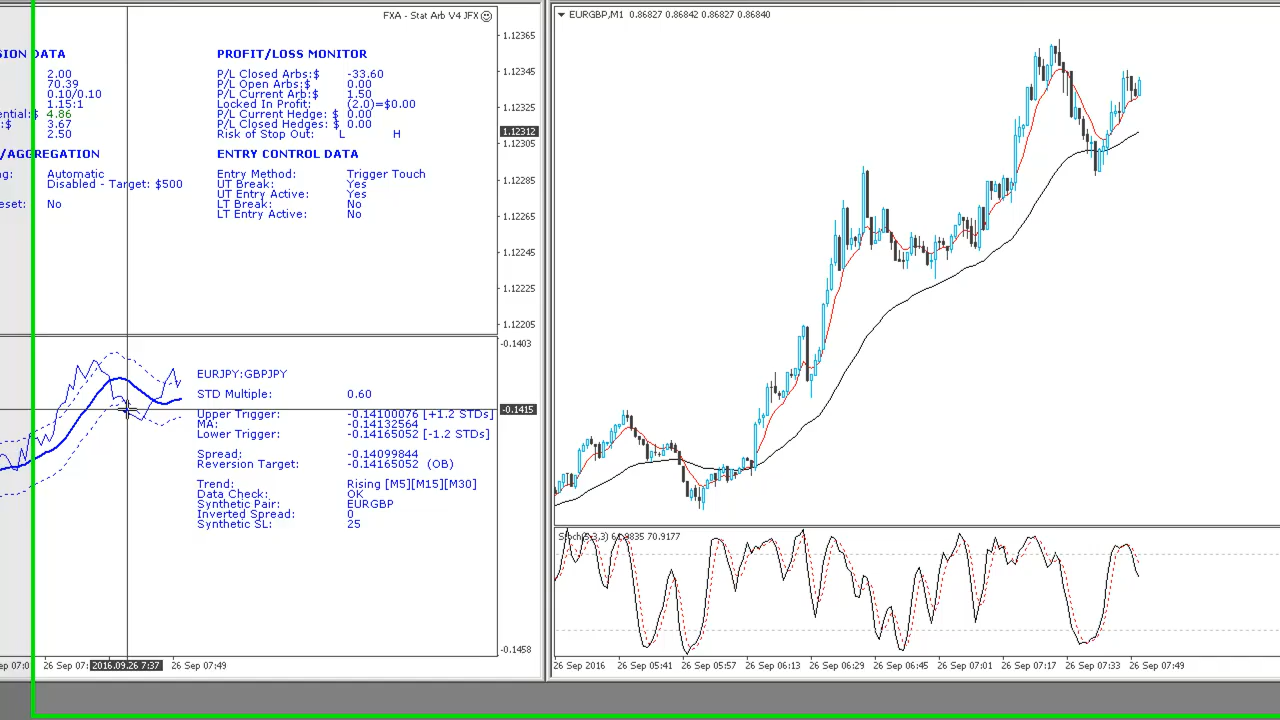 FXA - Stat Arb V4 JFX
SION DATA
2.00
70.39
0.10/0.10
1.15:1
ential:$ 4.86
:$ 3.67
2.50
/AGGREGATION
ng: Automatic
Disabled - Target: $500
eset: No
PROFIT/LOSS MONITOR
P/L Closed Arbs:$ -33.60
P/L Open Arbs:$ 0.00
P/L Current Arb:$ 1.50
Locked In Profit: (2.0)=$0.00
P/L Current Hedge: $ 0.00
P/L Closed Hedges: $ 0.00
Risk of Stop Out: L H
ENTRY CONTROL DATA
Entry Method: Trigger Touch
UT Break: Yes
UT Entry Active: Yes
LT Break: No
LT Entry Active: No
1.12365
1.12345
1.12325
1.12312
1.12305
1.12285
1.12265
1.12245
1.12225
1.12205
-0.1403
EURJPY:GBPJPY
STD Multiple: 0.60
Upper Trigger: -0.14100076 [+1.2 STDs]
MA: -0.14132564
Lower Trigger: -0.14165052 [-1.2 STDs]
Spread: -0.14099844
Reversion Target: -0.14165052 (OB)
Trend: Rising [M5][M15][M30]
Data Check: OK
Synthetic Pair: EURGBP
Inverted Spread: 0
Synthetic SL: 25
-0.1415
-0.1458
ep 07:0 26 Sep 07: 2016.09.26 7:37 26 Sep 07:49
EURGBP,M1 0.86827 0.86842 0.86827 0.86840
Stoch(5,3,3) 61.9835 70.9177
26 Sep 2016 26 Sep 05:41 26 Sep 05:57 26 Sep 06:13 26 Sep 06:29 26 Sep 06:45 26 Sep 07:01 26 Sep 07:17 26 Sep 07:33 26 Sep 07:49